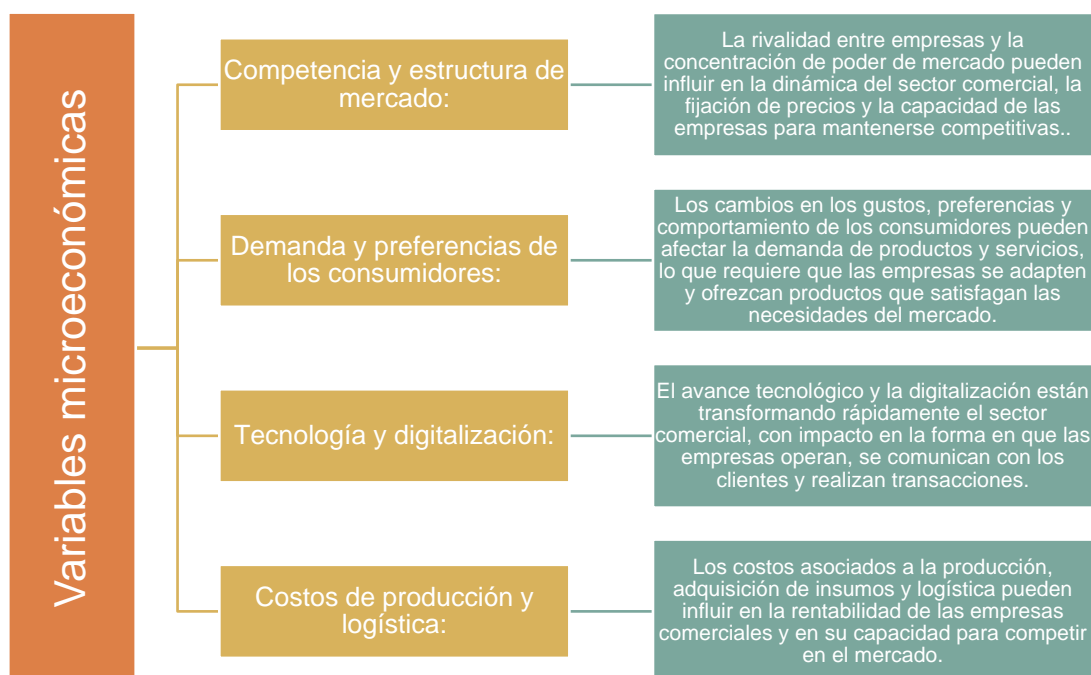 Variables microeconómicas
Competencia y estructura de
mercado:
La rivalidad entre empresas y la
concentración de poder de mercado pueden
influir en la dinámica del sector comercial, la
fijación de precios y la capacidad de las
empresas para mantenerse competitivas..
Demanda y preferencias de
los consumidores:
Los cambios en los gustos, preferencias y
comportamiento de los consumidores pueden
afectar la demanda de productos y servicios,
lo que requiere que las empresas se adapten
y ofrezcan productos que satisfagan las
necesidades del mercado.
Tecnología y digitalización:
El avance tecnológico y la digitalización están
transformando rápidamente el sector
comercial, con impacto en la forma en que las
empresas operan, se comunican con los
clientes y realizan transacciones.
Costos de producción y
logística:
Los costos asociados a la producción,
adquisición de insumos y logística pueden
influir en la rentabilidad de las empresas
comerciales y en su capacidad para competir
en el mercado.